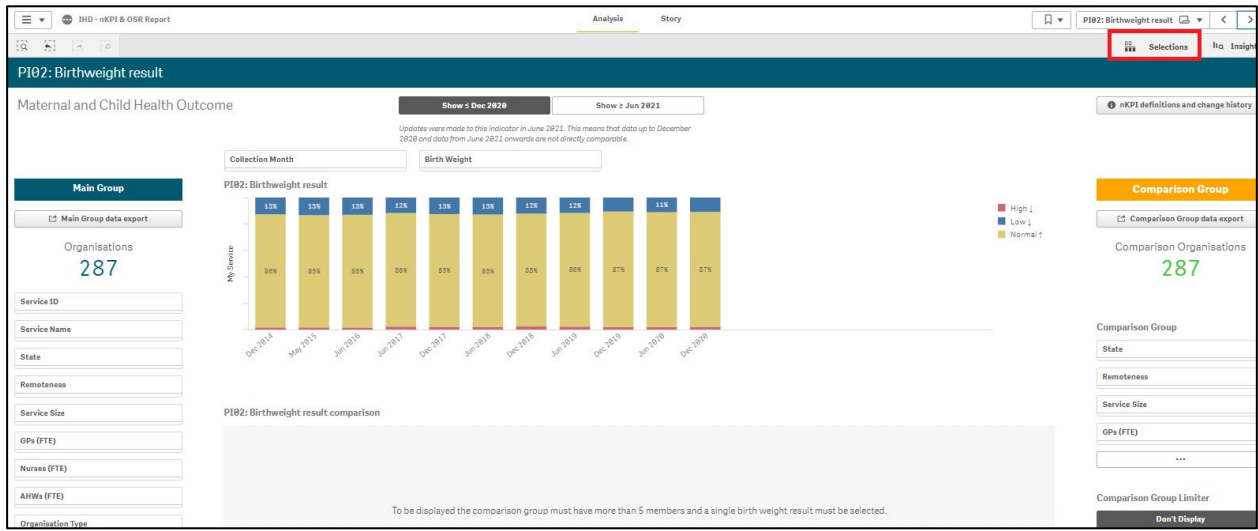 IHD - nKPI & OSR Report
Analysis
Story
PI02: Birthweight result
Selections
Insight
PI02: Birthweight result
Maternal and Child Health Outcome
Show ≤ Dec 2020
Show ≥ Jun 2021
nKPI definitions and change history
Updates were made to this indicator in June 2021. This means that data up to December
2020 and data from June 2021 onwards are not directly comparable.
Collection Month
Birth Weight
Main Group
Main Group data export
Organisations
287
Service ID
Service Name
State
Remoteness
Service Size
GPs (FTE)
Nurses (FTE)
AHWs (FTE)
Organisation Type
PI02: Birthweight result
My Service
13% 13% 13% 12% 13% 13% 12% 12% 11%
86% 85% 85% 86% 85% 85% 85% 86% 87% 87% 87%
Dec 2014 May 2015 Jun 2016 Jun 2017 Dec 2017 Jun 2018 Dec 2018 Jun 2019 Dec 2019 Jun 2020 Dec 2020
High ↓
Low ↓
Normal ↑
PI02: Birthweight result comparison
To be displayed the comparison group must have more than 5 members and a single birth weight result must be selected.
Comparison Group
Comparison Group data export
Comparison Organisations
287
Comparison Group
State
Remoteness
Service Size
GPs (FTE)
...
Comparison Group Limiter
Don't Display